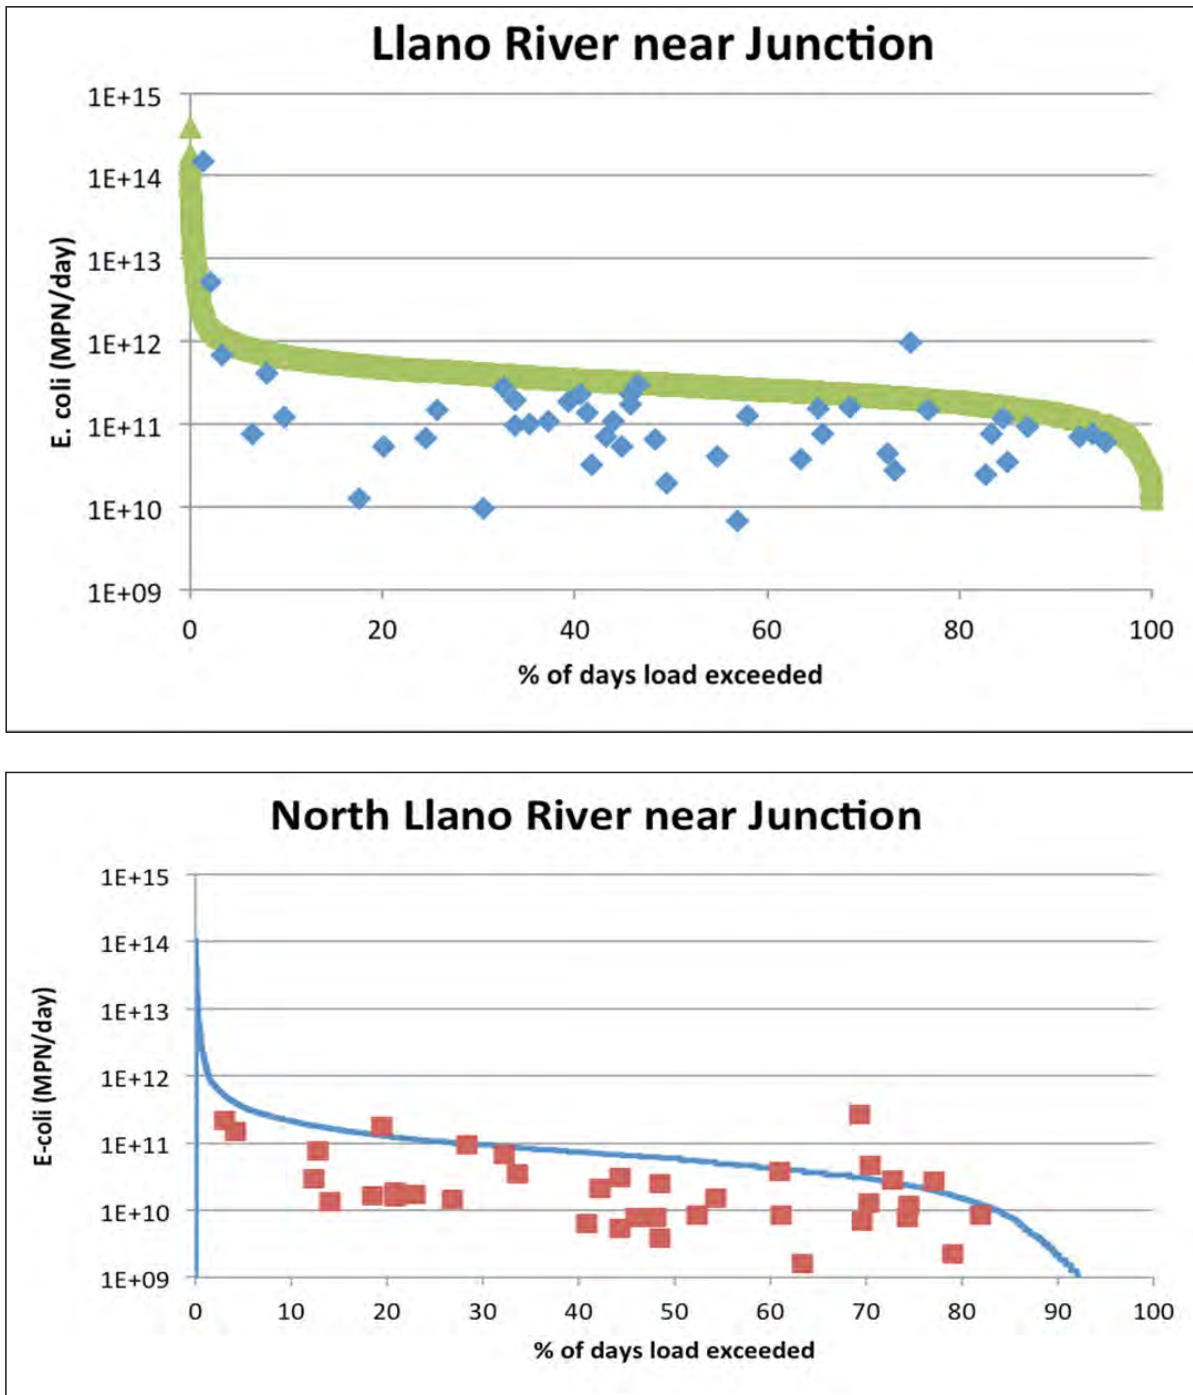 Llano River near Junction
1E+15
1E+14
1E+13
1E+12
1E+11
1E+10
1E+09
E. coli (MPN/day)
0 20 40 60 80 100
% of days load exceeded
North Llano River near Junction
1E+15
1E+14
1E+13
1E+12
1E+11
1E+10
1E+09
E-coli (MPN/day)
0 10 20 30 40 50 60 70 80 90 100
% of days load exceeded